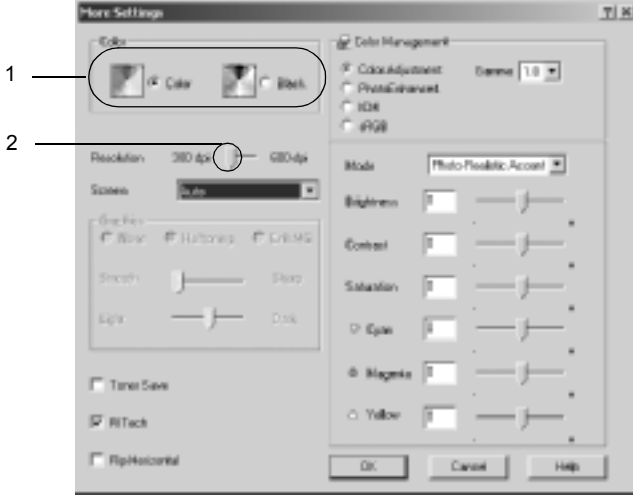 More Settings
? X
Color
1
Color
Black
2
Resolution 300 dpi 600 dpi
Screen Auto
Graphics
Halftoning
Smooth Sharp
Light Dark
Toner Save
RITech
Flip Horizontal
Color Management
Color Adjustment
Gamma 1.8
PhotoEnhance4
ICM
sRGB
Mode Photo-Realistic Accent
Brightness 0
Contrast 0
Saturation 0
Cyan 0
Magenta 0
Yellow 0
OK Cancel Help